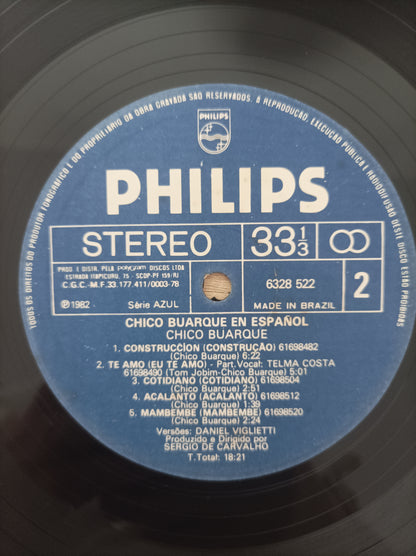 TODOS OS DIREITOS DO PRODUTOR FONOGRÁFICO E DO PROPRIETÁRIO DA OBRA GRAVADA SÃO RESERVADOS. A REPRODUÇÃO, EXECUÇÃO PÚBLICA E RADIODIFUSÃO DESTE DISCO ESTÃO PROIBIDAS
PHILIPS
PHILIPS
STEREO 33 1/3
PROD. E DISTR. PELA polygram DISCOS LTDA
ESTRADA ITAPICURU, 75 - SCDP-PF 159/RJ
C.G.C.-M.F. 33.177.411/0003-78
℗1982 Série AZUL
6328 522
MADE IN BRAZIL
2
CHICO BUARQUE EN ESPAÑOL
CHICO BUARQUE
1. CONSTRUCCÍON (CONSTRUÇÃO) 61698482
(Chico Buarque) 6:22
2. TE AMO (EU TE AMO) - Part.Vocal: TELMA COSTA
61698490 (Tom Jobim-Chico Buarque) 5:01
3. COTIDIANO (COTIDIANO) 61698504
(Chico Buarque) 2:51
4. ACALANTO (ACALANTO) 61698512
(Chico Buarque) 1:39
5. MAMBEMBE (MAMBEMBE) 61698520
(Chico Buarque) 2:24
Versões: DANIEL VIGLIETTI
Produzido e Dirigido por
SERGIO DE CARVALHO
T.Total: 18:21